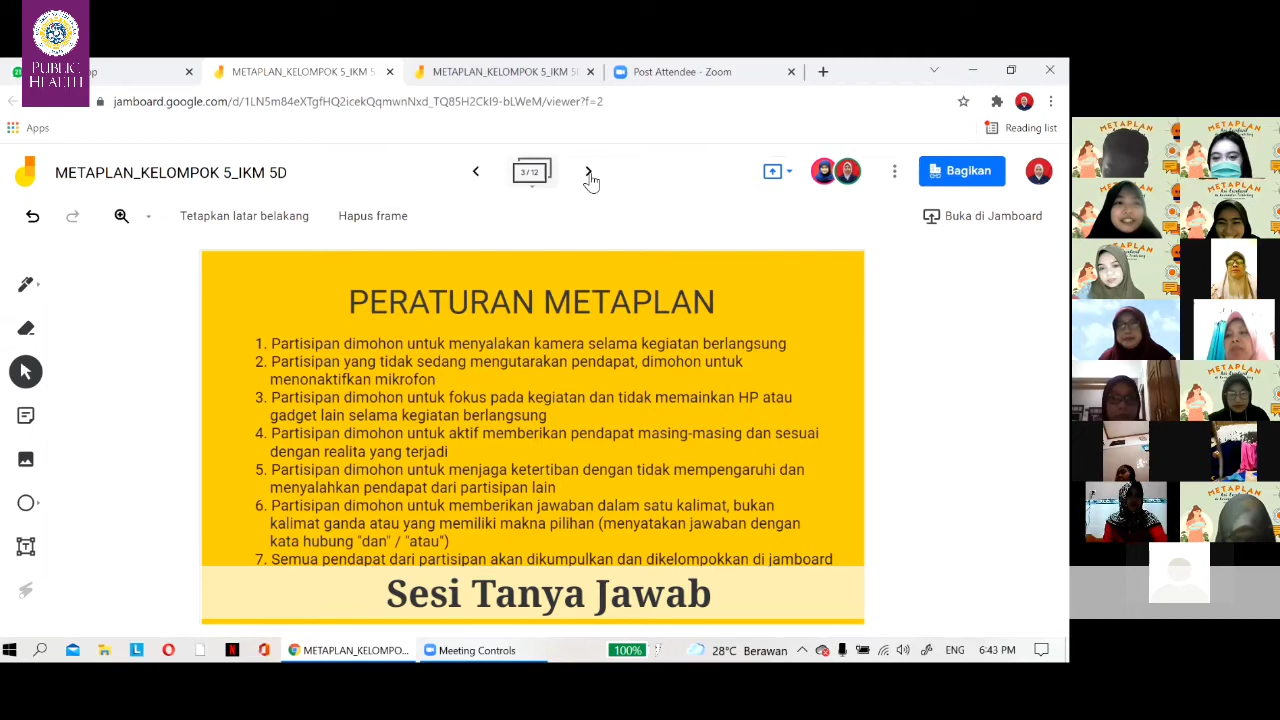 PUBLIC
HEALTH
METAPLAN_KELOMPOK 5_IKM 5
METAPLAN_KELOMPOK 5_IKM 5
Post Attendee - Zoom
jamboard.google.com/d/1LN5m84eXTgfHQ2icekQqmwnNxd_TQ85H2CkI9-bLWeM/viewer?f=2
Apps
Reading list
METAPLAN_KELOMPOK 5_IKM 5D
3 / 12
Bagikan
Tetapkan latar belakang
Hapus frame
Buka di Jamboard
PERATURAN METAPLAN
1. Partisipan dimohon untuk menyalakan kamera selama kegiatan berlangsung
2. Partisipan yang tidak sedang mengutarakan pendapat, dimohon untuk
menonaktifkan mikrofon
3. Partisipan dimohon untuk fokus pada kegiatan dan tidak memainkan HP atau
gadget lain selama kegiatan berlangsung
4. Partisipan dimohon untuk aktif memberikan pendapat masing-masing dan sesuai
dengan realita yang terjadi
5. Partisipan dimohon untuk menjaga ketertiban dengan tidak mempengaruhi dan
menyalahkan pendapat dari partisipan lain
6. Partisipan dimohon untuk memberikan jawaban dalam satu kalimat, bukan
kalimat ganda atau yang memiliki makna pilihan (menyatakan jawaban dengan
kata hubung "dan" / "atau")
7. Semua pendapat dari partisipan akan dikumpulkan dan dikelompokkan di jamboard
Sesi Tanya Jawab
METAPLAN_KELOMPO...
Meeting Controls
100%
28°C Berawan
ENG
6:43 PM
METAPLAN
METAPLAN
METAPLAN
METAPLAN
METAPLAN